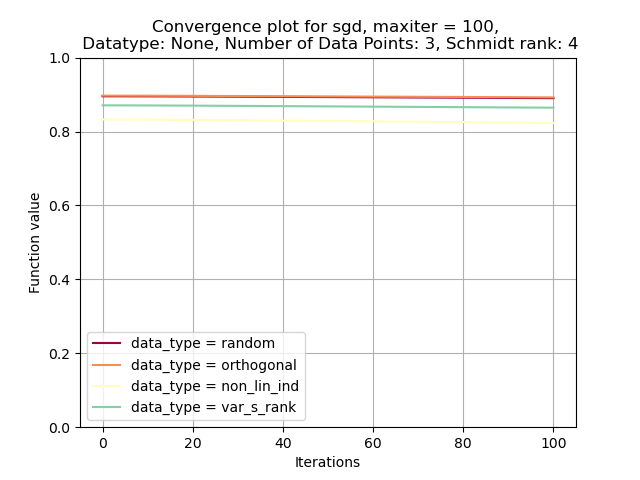 Convergence plot for sgd, maxiter = 100,
Datatype: None, Number of Data Points: 3, Schmidt rank: 4
1.0
0.8
0.6
0.4
0.2
0.0
Function value
data_type = random
data_type = orthogonal
data_type = non_lin_ind
data_type = var_s_rank
0 20 40 60 80 100
Iterations